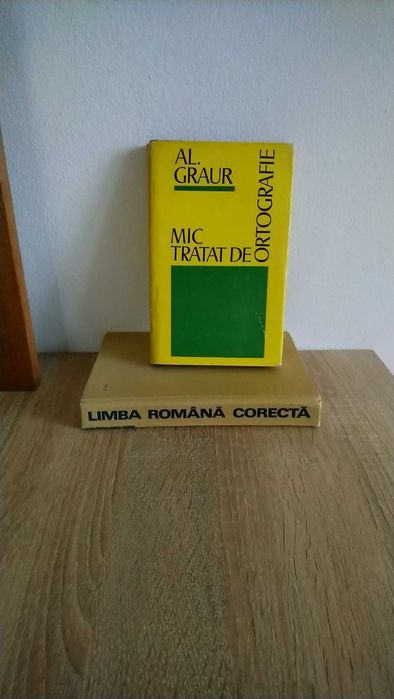 AL.
GRAUR
MIC
TRATAT DE
ORTOGRAFIE
LIMBA ROMÂNĂ CORECTĂ